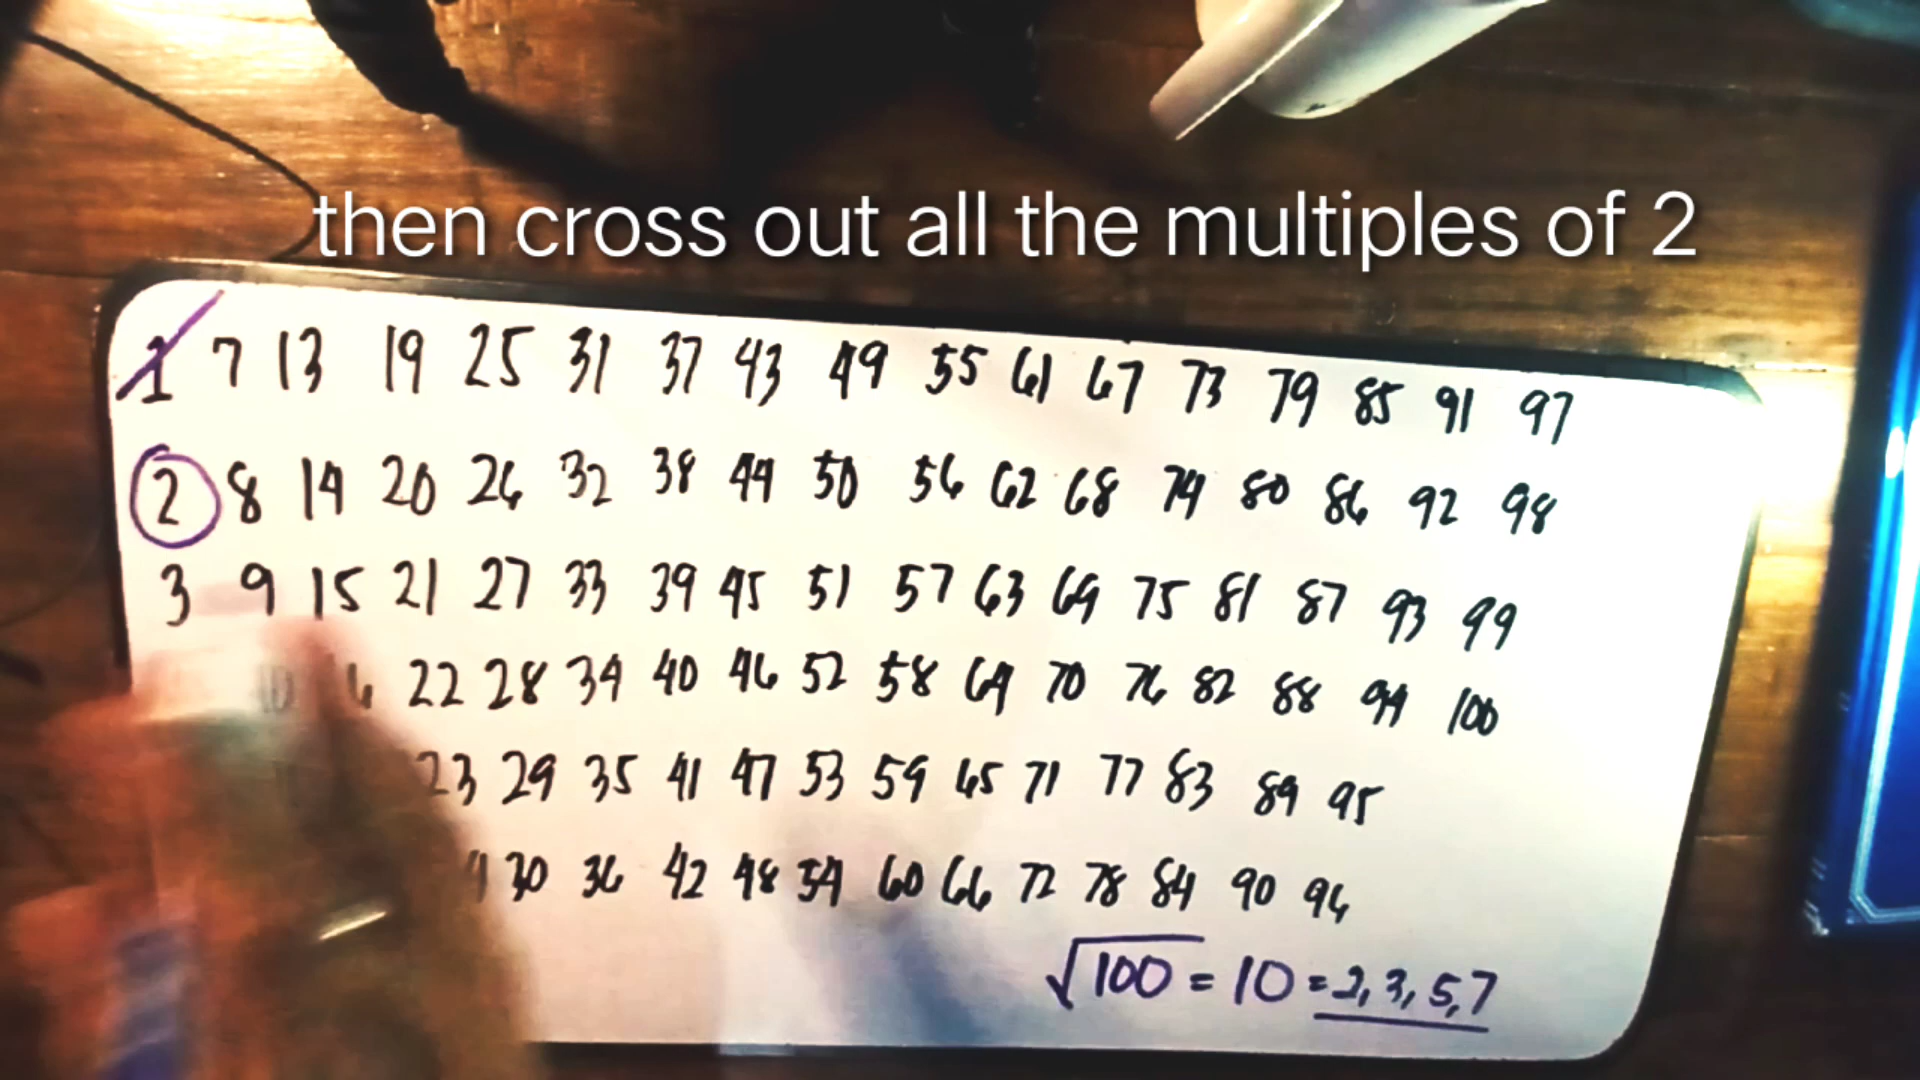 then cross out all the multiples of 2
1 7 13 19 25 31 37 43 49 55 61 67 73 79 85 91 97
2 8 14 20 26 32 38 44 50 56 62 68 74 80 86 92 98
3 9 15 21 27 33 39 45 51 57 63 69 75 81 87 93 99
10 22 28 34 40 46 52 58 64 70 76 82 88 94 100
23 29 35 41 47 53 59 65 71 77 83 89 95
30 36 42 48 54 60 66 72 78 84 90 96
√100 = 10 = 2, 3, 5, 7